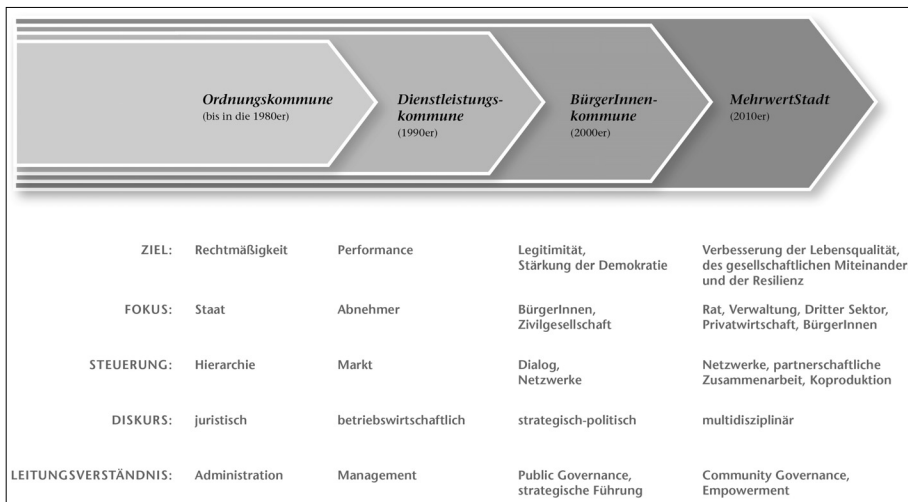 Ordnungskommune
(bis in die 1980er)
Dienstleistungs-
kommune
(1990er)
BürgerInnen-
kommune
(2000er)
MehrwertStadt
(2010er)
ZIEL: Rechtmäßigkeit Performance Legitimität, Verbesserung der Lebensqualität,
Stärkung der Demokratie des gesellschaftlichen Miteinander
und der Resilienz
FOKUS: Staat Abnehmer BürgerInnen, Rat, Verwaltung, Dritter Sektor,
Zivilgesellschaft Privatwirtschaft, BürgerInnen
STEUERUNG: Hierarchie Markt Dialog, Netzwerke, partnerschaftliche
Netzwerke Zusammenarbeit, Koproduktion
DISKURS: juristisch betriebswirtschaftlich strategisch-politisch multidisziplinär
LEITUNGSVERSTÄNDNIS: Administration Management Public Governance, Community Governance,
strategische Führung Empowerment